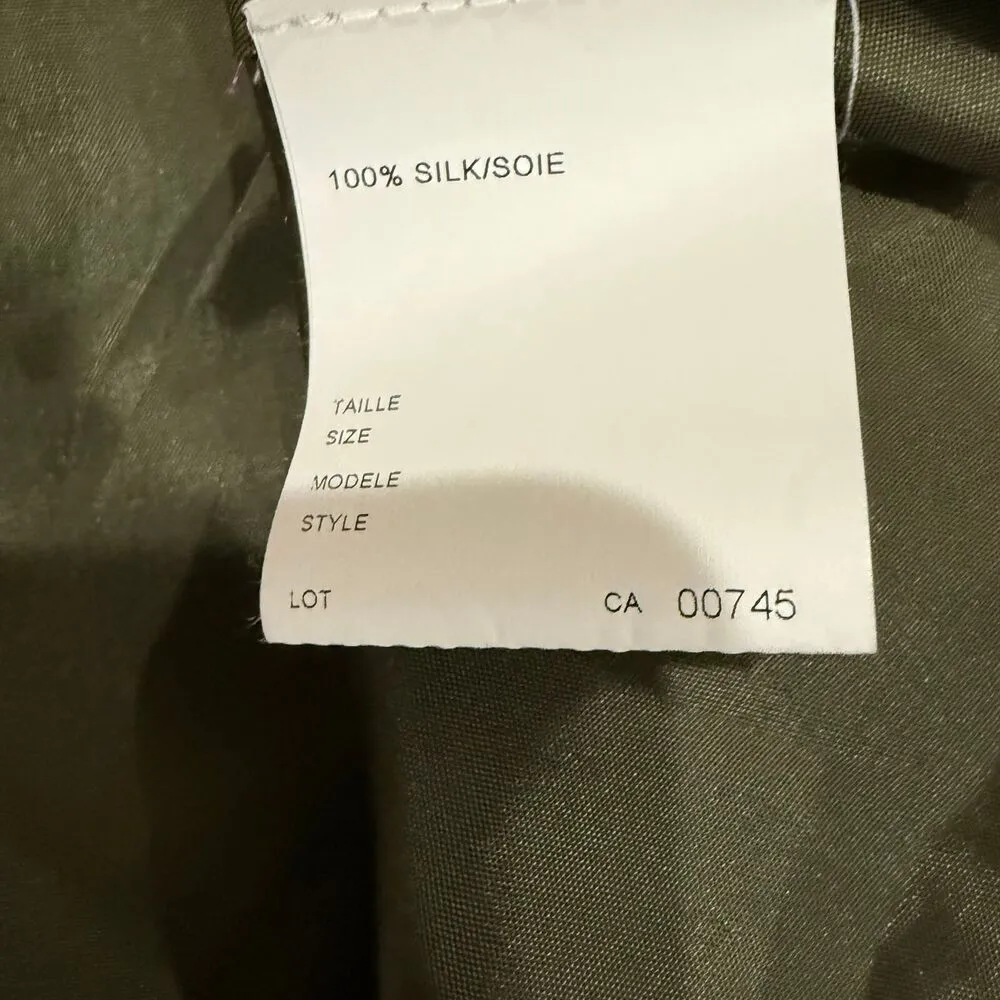 100% SILK/SOIE
TAILLE
SIZE
MODELE
STYLE
LOT CA 00745